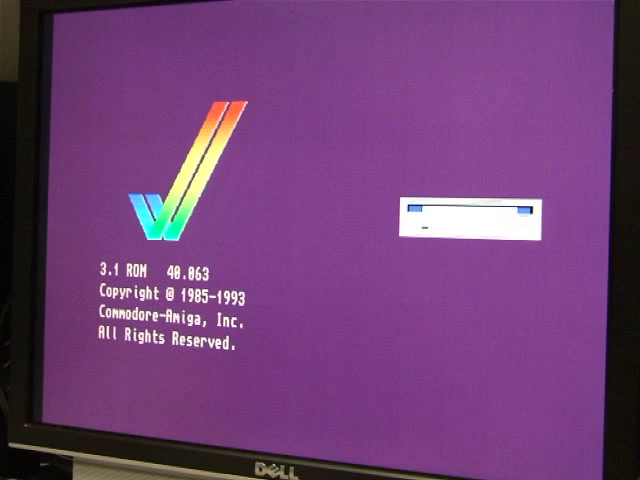 3.1 ROM 40.063
Copyright © 1985-1993
Commodore-Amiga, Inc.
All Rights Reserved.
DELL